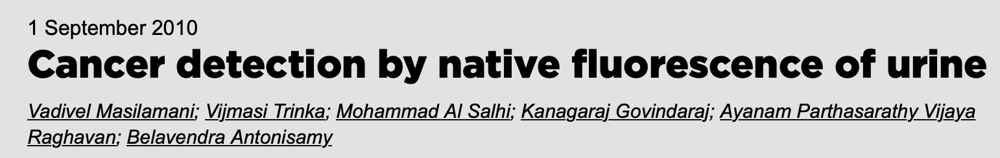 1 September 2010
Cancer detection by native fluorescence of urine
Vadivel Masilamani; Vijmasi Trinka; Mohammad Al Salhi; Kanagaraj Govindaraj; Ayanam Parthasarathy Vijaya
Raghavan; Belavendra Antonisamy